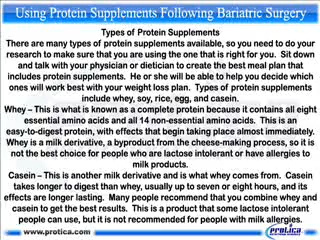 Using Protein Supplements Following Bariatric Surgery
Types of Protein Supplements
There are many types of protein supplements available, so you need to do your
research to make sure that you are using the one that is right for you.  Sit down
and talk with your physician or dietician to create the best meal plan that
includes protein supplements.  He or she will be able to help you decide which
ones will work best with your weight loss plan.  Types of protein supplements
include whey, soy, rice, egg, and casein.
Whey – This is what is known as a complete protein because it contains all eight
essential amino acids and all 14 non-essential amino acids.  This is an
easy-to-digest protein, with effects that begin taking place almost immediately.
Whey is a milk derivative, a byproduct from the cheese-making process, so it is
not the best choice for people who are lactose intolerant or have allergies to
milk products.
Casein – This is another milk derivative and is what whey comes from.  Casein
takes longer to digest than whey, usually up to seven or eight hours, and its
effects are longer lasting.  Many people recommend that you combine whey and
casein to get the best results.  This is a product that some lactose intolerant
people can use, but it is not recommended for people with milk allergies.
www.protica.com
protica